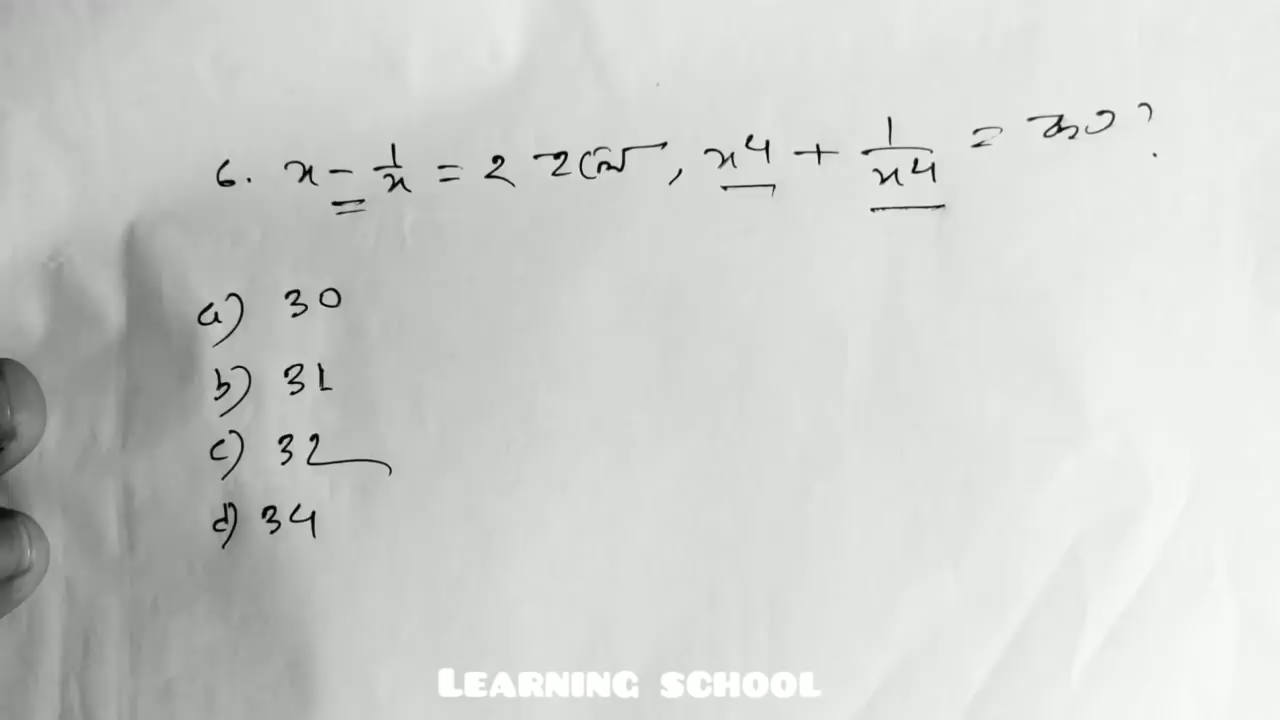 6. x - 1/x = 2 হলে, x⁴ + 1/x⁴ = কত?
a) 30
b) 31
c) 32
d) 34
LEARNING SCHOOL